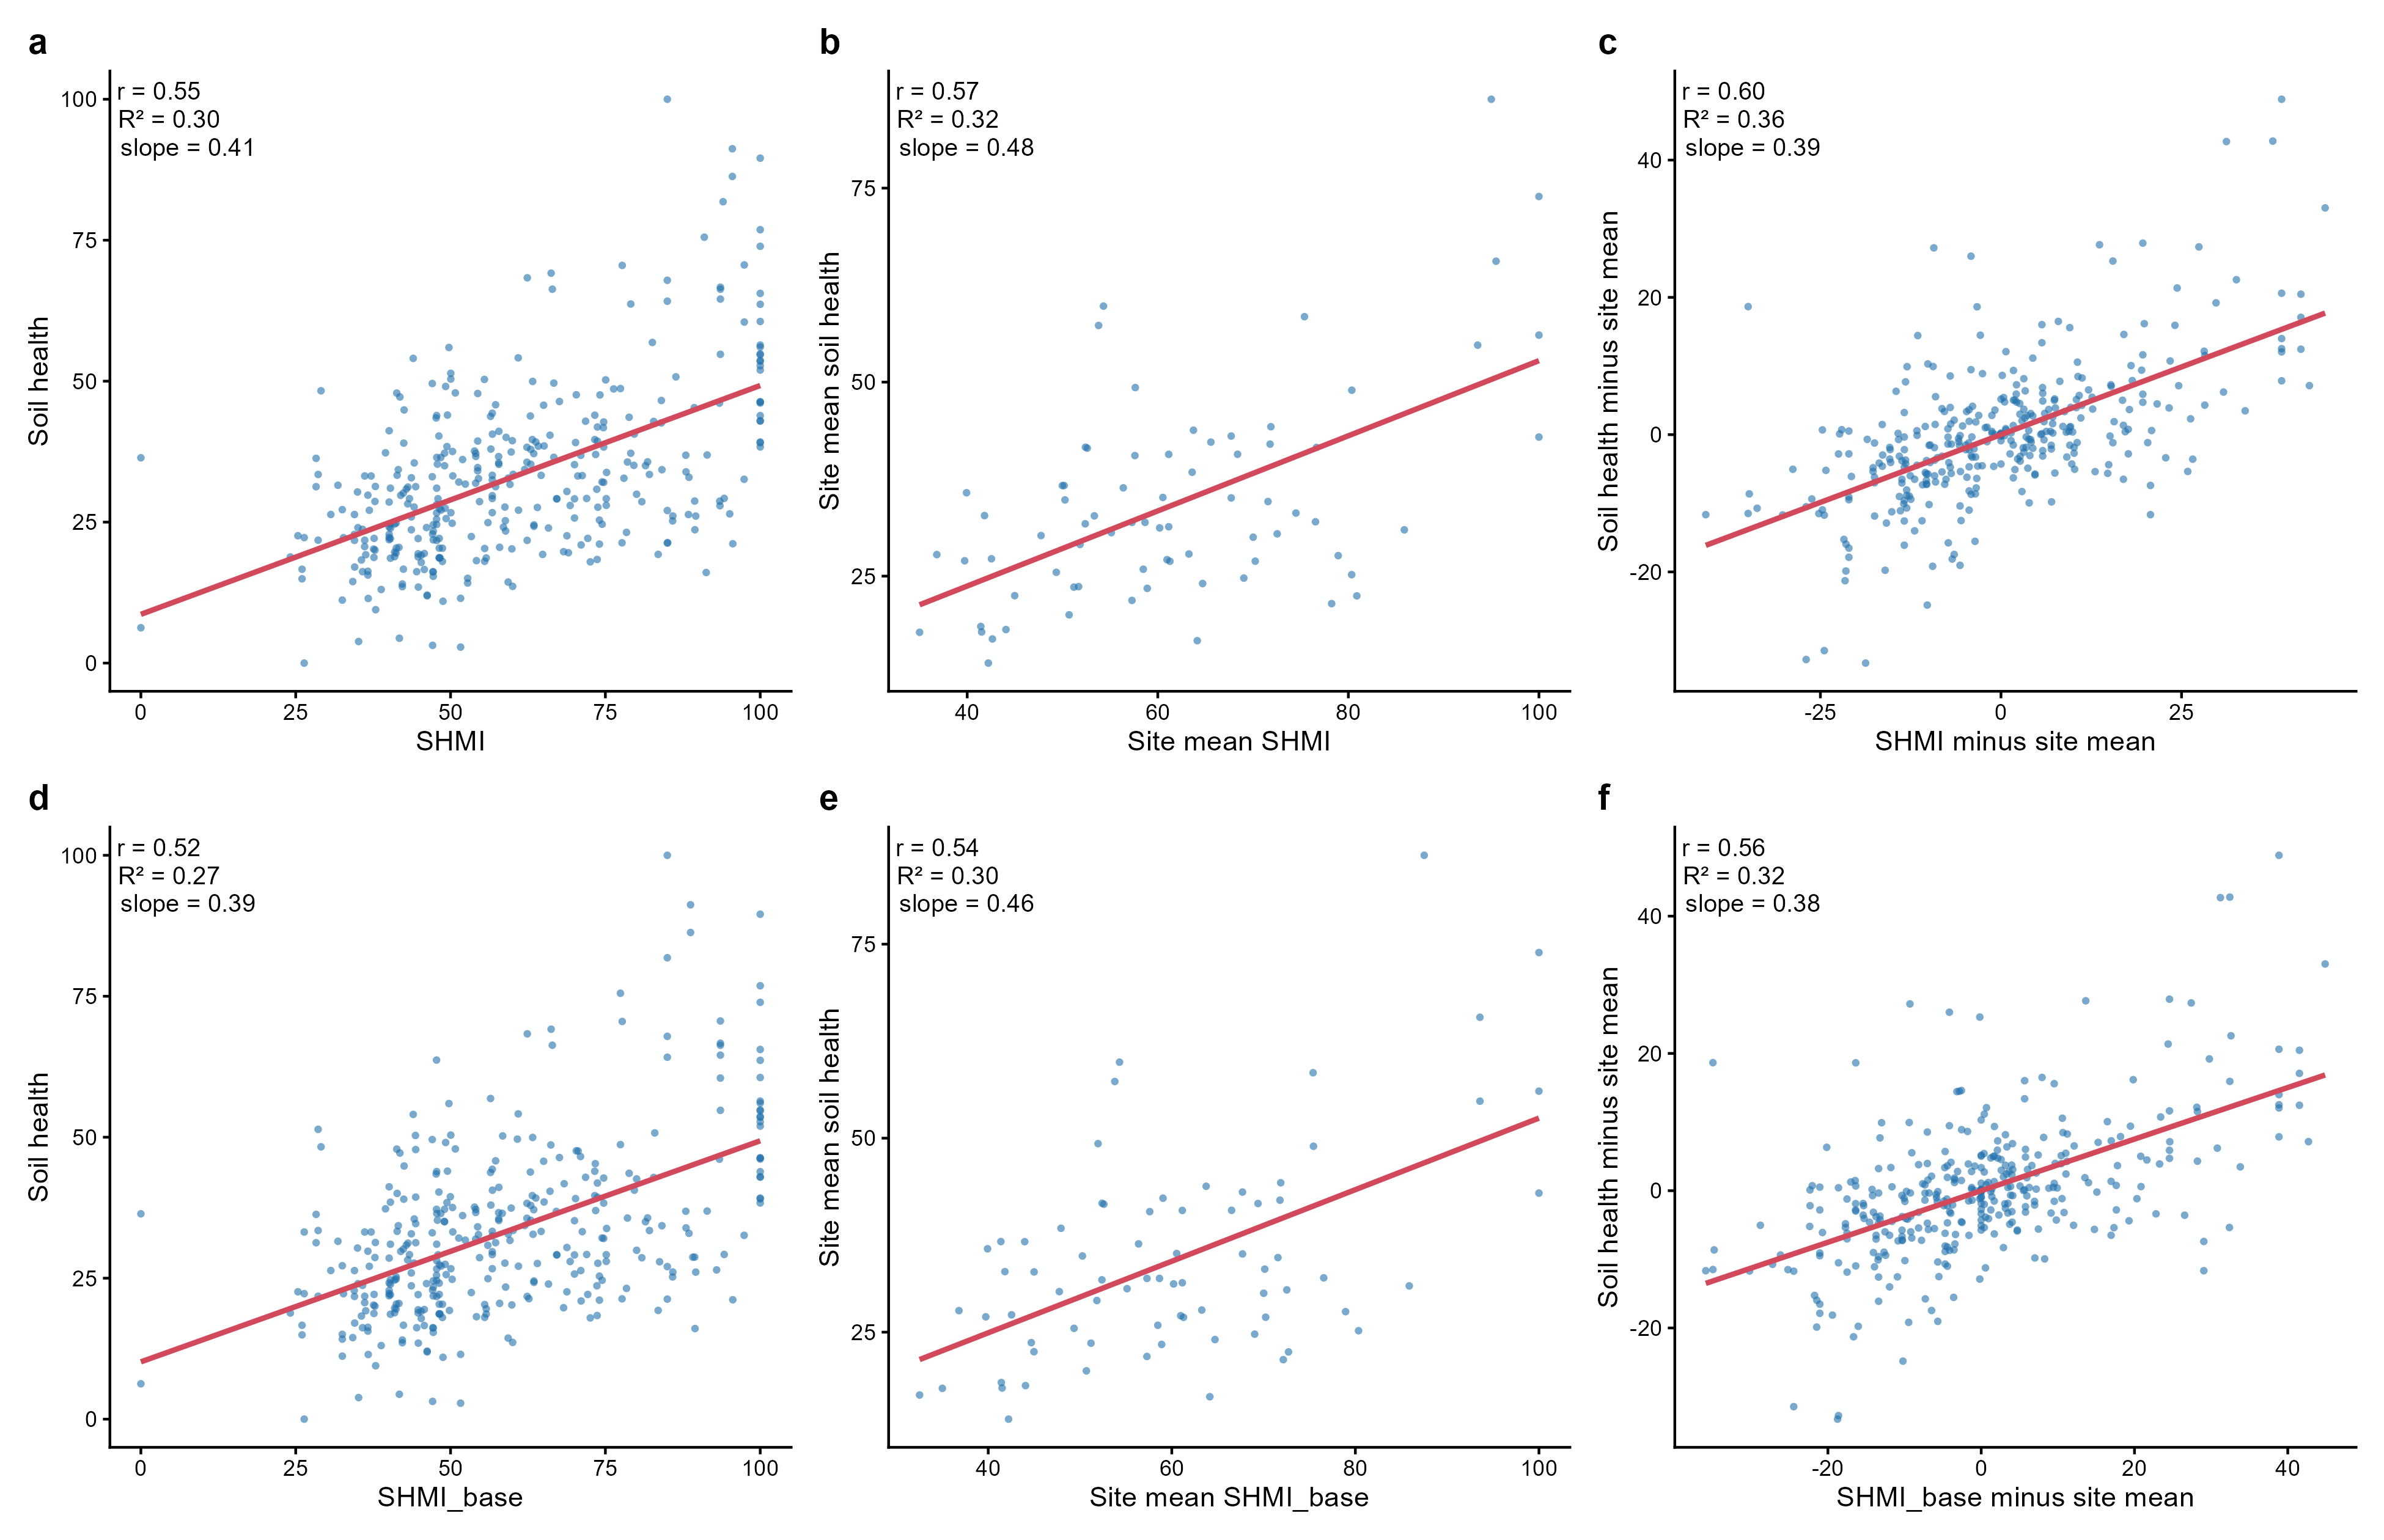 a
r = 0.55
R² = 0.30
slope = 0.41
100
75
50
25
0
Soil health
0 25 50 75 100
SHMI
b
r = 0.57
R² = 0.32
slope = 0.48
75
50
25
Site mean soil health
40 60 80 100
Site mean SHMI
c
r = 0.60
R² = 0.36
slope = 0.39
40
20
0
-20
Soil health minus site mean
-25 0 25
SHMI minus site mean
d
r = 0.52
R² = 0.27
slope = 0.39
100
75
50
25
0
Soil health
0 25 50 75 100
SHMI_base
e
r = 0.54
R² = 0.30
slope = 0.46
75
50
25
Site mean soil health
40 60 80 100
Site mean SHMI_base
f
r = 0.56
R² = 0.32
slope = 0.38
40
20
0
-20
Soil health minus site mean
-20 0 20 40
SHMI_base minus site mean